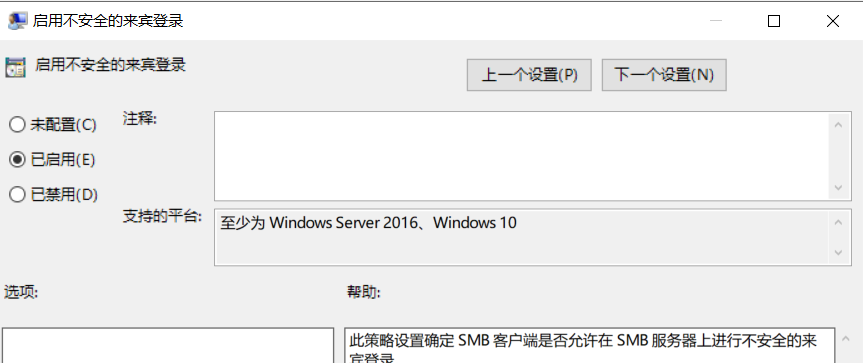 启用不安全的来宾登录
启用不安全的来宾登录
上一个设置(P)
下一个设置(N)
未配置(C)
注释:
已启用(E)
已禁用(D)
支持的平台:
至少为 Windows Server 2016、Windows 10
选项:
帮助:
此策略设置确定 SMB 客户端是否允许在 SMB 服务器上进行不安全的来
宾登录